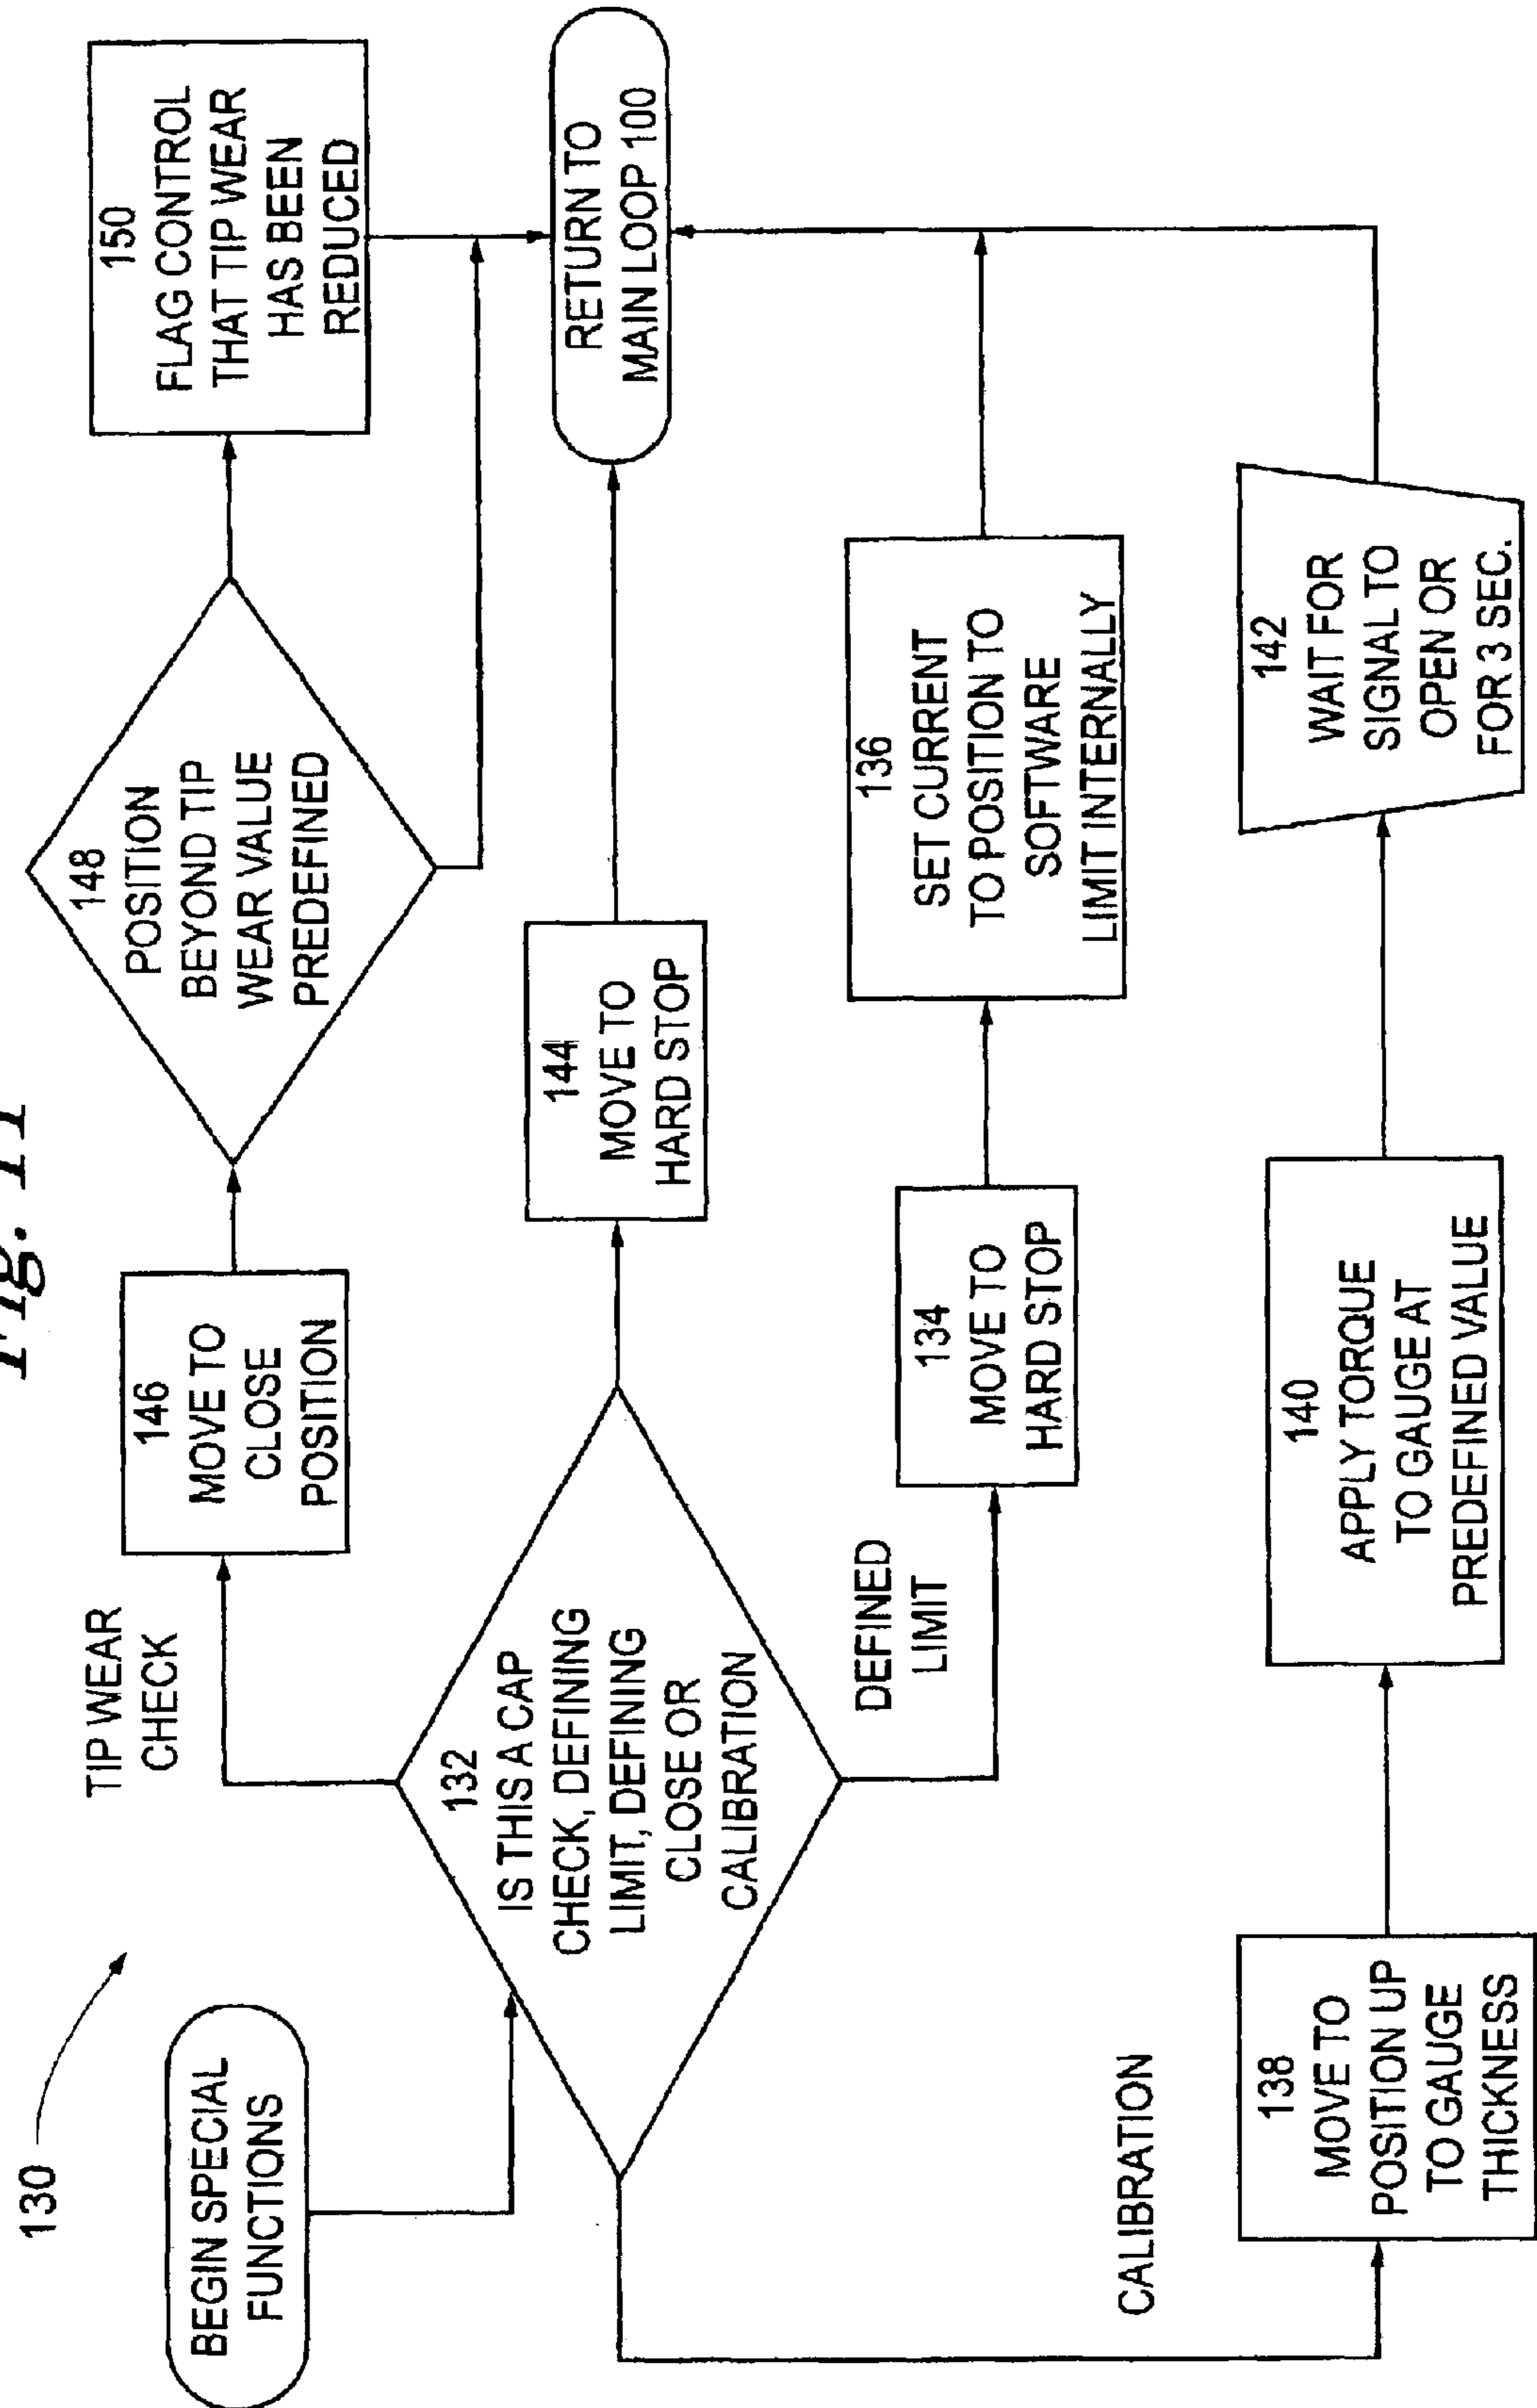 Fig. 11
130
BEGIN SPECIAL
FUNCTIONS
132
IS THIS A CAP
CHECK, DEFINING
LIMIT, DEFINING
CLOSE OR
CALIBRATION
TIP WEAR
CHECK
146
MOVE TO
CLOSE
POSITION
148
POSITION
BEYOND TIP
WEAR VALUE
PREDEFINED
150
FLAG CONTROL
THAT TIP WEAR
HAS BEEN
REDUCED
144
MOVE TO
HARD STOP
RETURN TO
MAIN LOOP 100
DEFINED
LIMIT
134
MOVE TO
HARD STOP
136
SET CURRENT
TO POSITION TO
SOFTWARE
LIMIT INTERNALLY
CALIBRATION
138
MOVE TO
POSITION UP
TO GAUGE
THICKNESS
140
APPLY TORQUE
TO GAUGE AT
PREDEFINED VALUE
142
WAIT FOR
SIGNAL TO
OPEN OR
FOR 3 SEC.